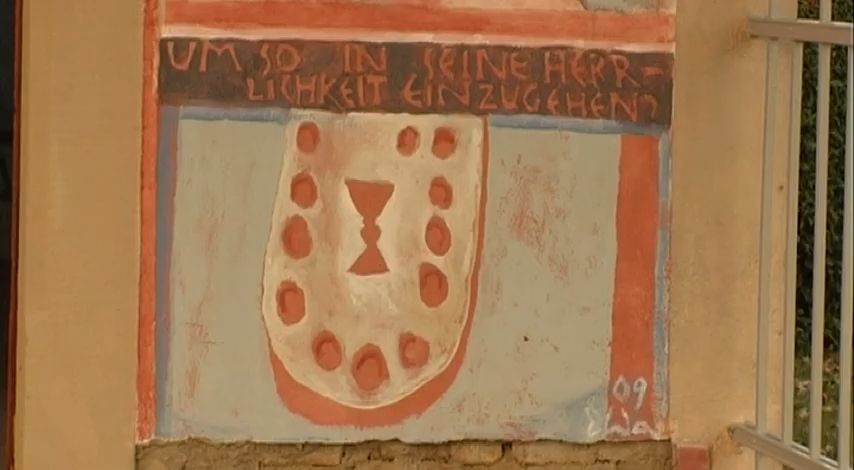 UM SO IN SEINE HERR-
LICHKEIT EINZUGEHEN?
09